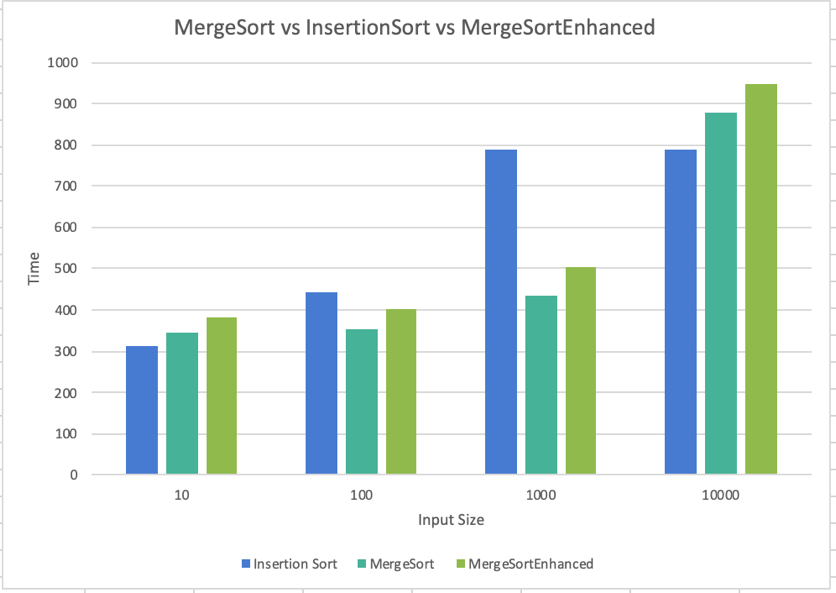 MergeSort vs InsertionSort vs MergeSortEnhanced
1000
900
800
700
600
500
400
300
200
100
0
Time
10 100 1000 10000
Input Size
Insertion Sort MergeSort MergeSortEnhanced